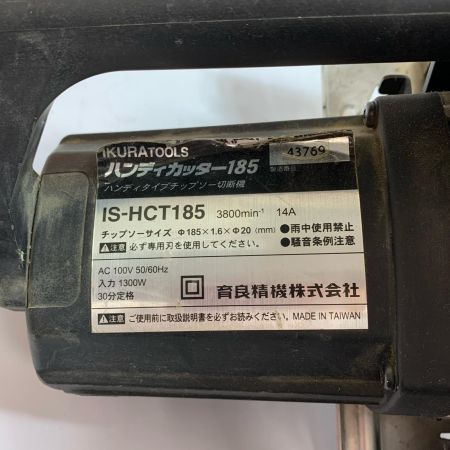 IKURATOOLS
ハンディカッター185
43769
製造番号
ハンディタイプチップソー切断機
IS-HCT185 3800min⁻¹ 14A
チップソーサイズ Φ185×1.6×Φ20 (mm)
●雨中使用禁止
⚠注意 必ず専用刃を使用してください。
●騒音条例注意
AC 100V 50/60Hz
入力 1300W
30分定格
育良精機株式会社
⚠注意 ご使用前に取扱説明書を必ずお読みください。 MADE IN TAIWAN